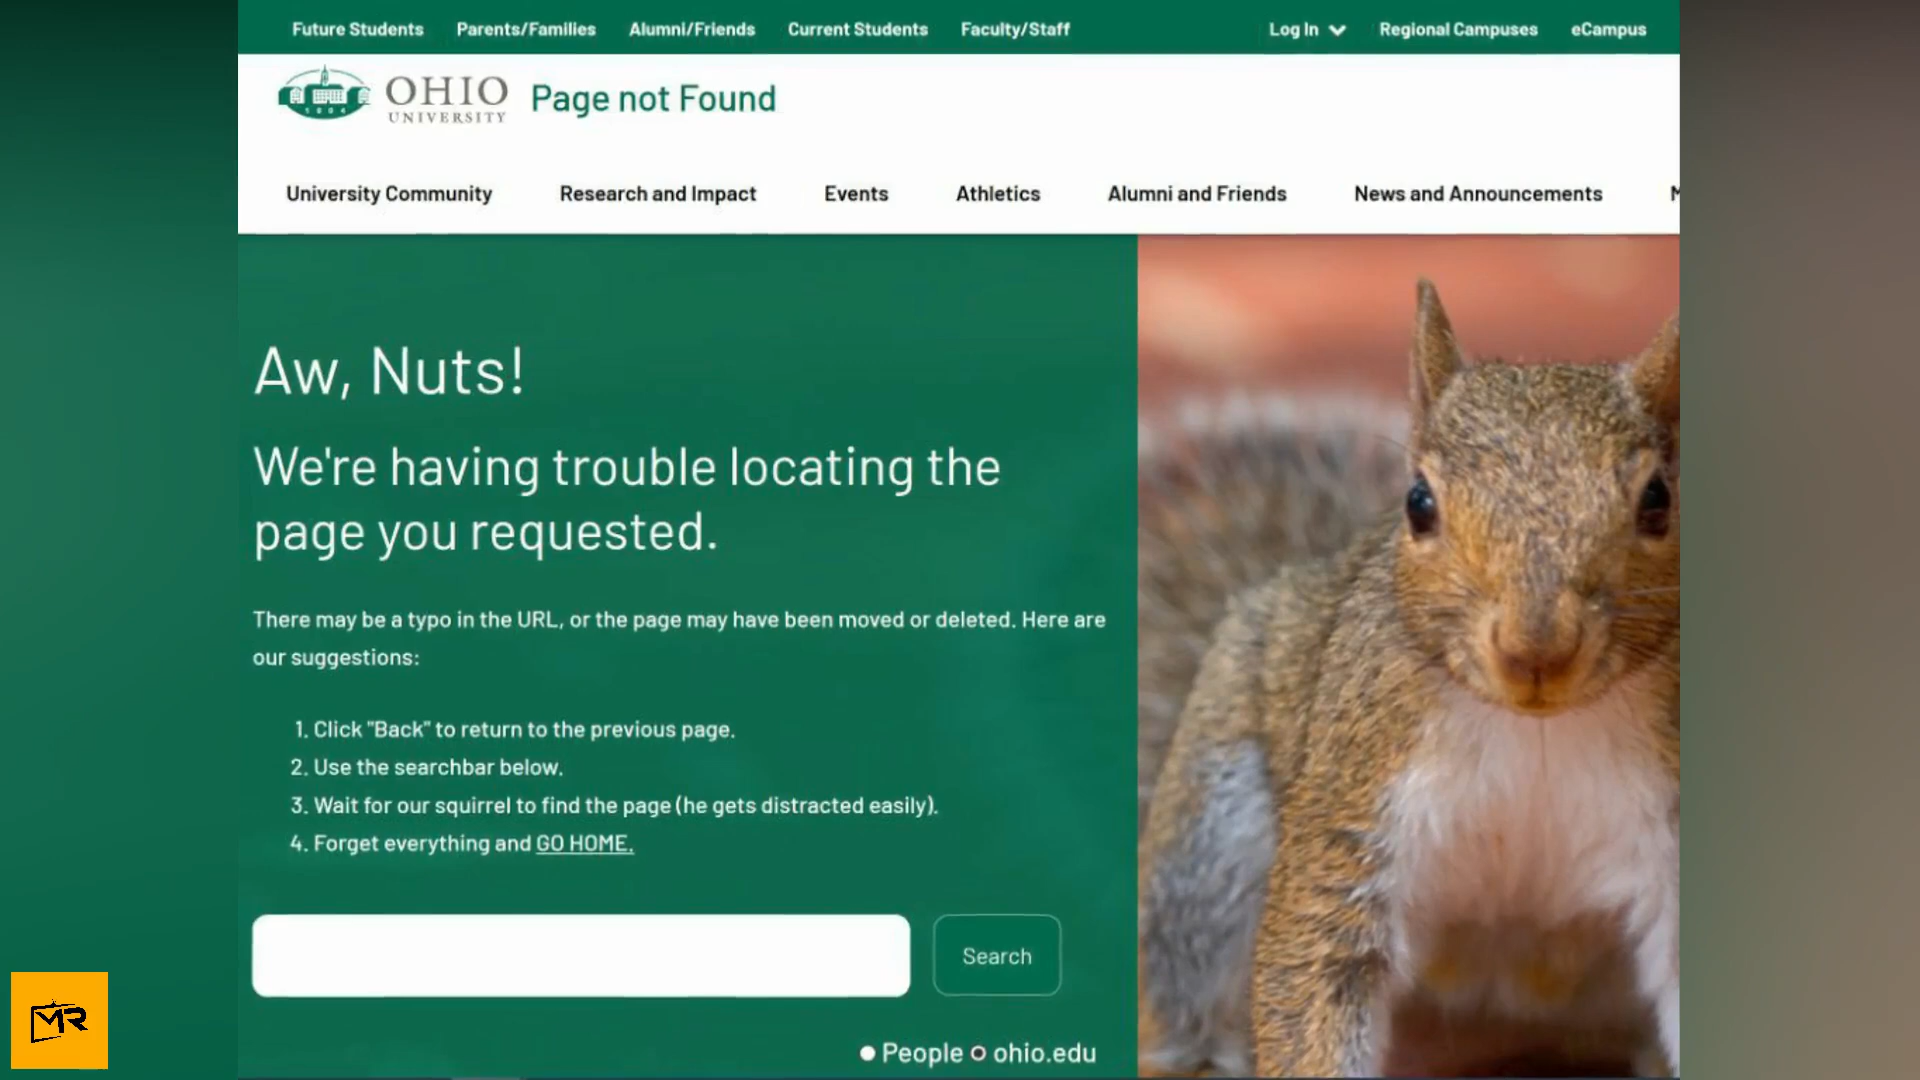 Future Students Parents/Families Alumni/Friends Current Students Faculty/Staff Log In Regional Campuses eCampus
1804
OHIO
UNIVERSITY
Page not Found
University Community Research and Impact Events Athletics Alumni and Friends News and Announcements M
Aw, Nuts!
We're having trouble locating the
page you requested.
There may be a typo in the URL, or the page may have been moved or deleted. Here are
our suggestions:
1. Click "Back" to return to the previous page.
2. Use the searchbar below.
3. Wait for our squirrel to find the page (he gets distracted easily).
4. Forget everything and GO HOME.
Search
People ohio.edu
MR